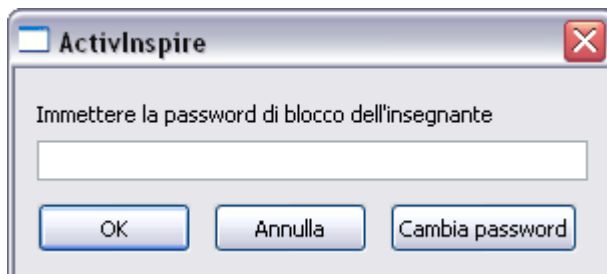 ActivInspire
Immettere la password di blocco dell'insegnante
OK Annulla Cambia password